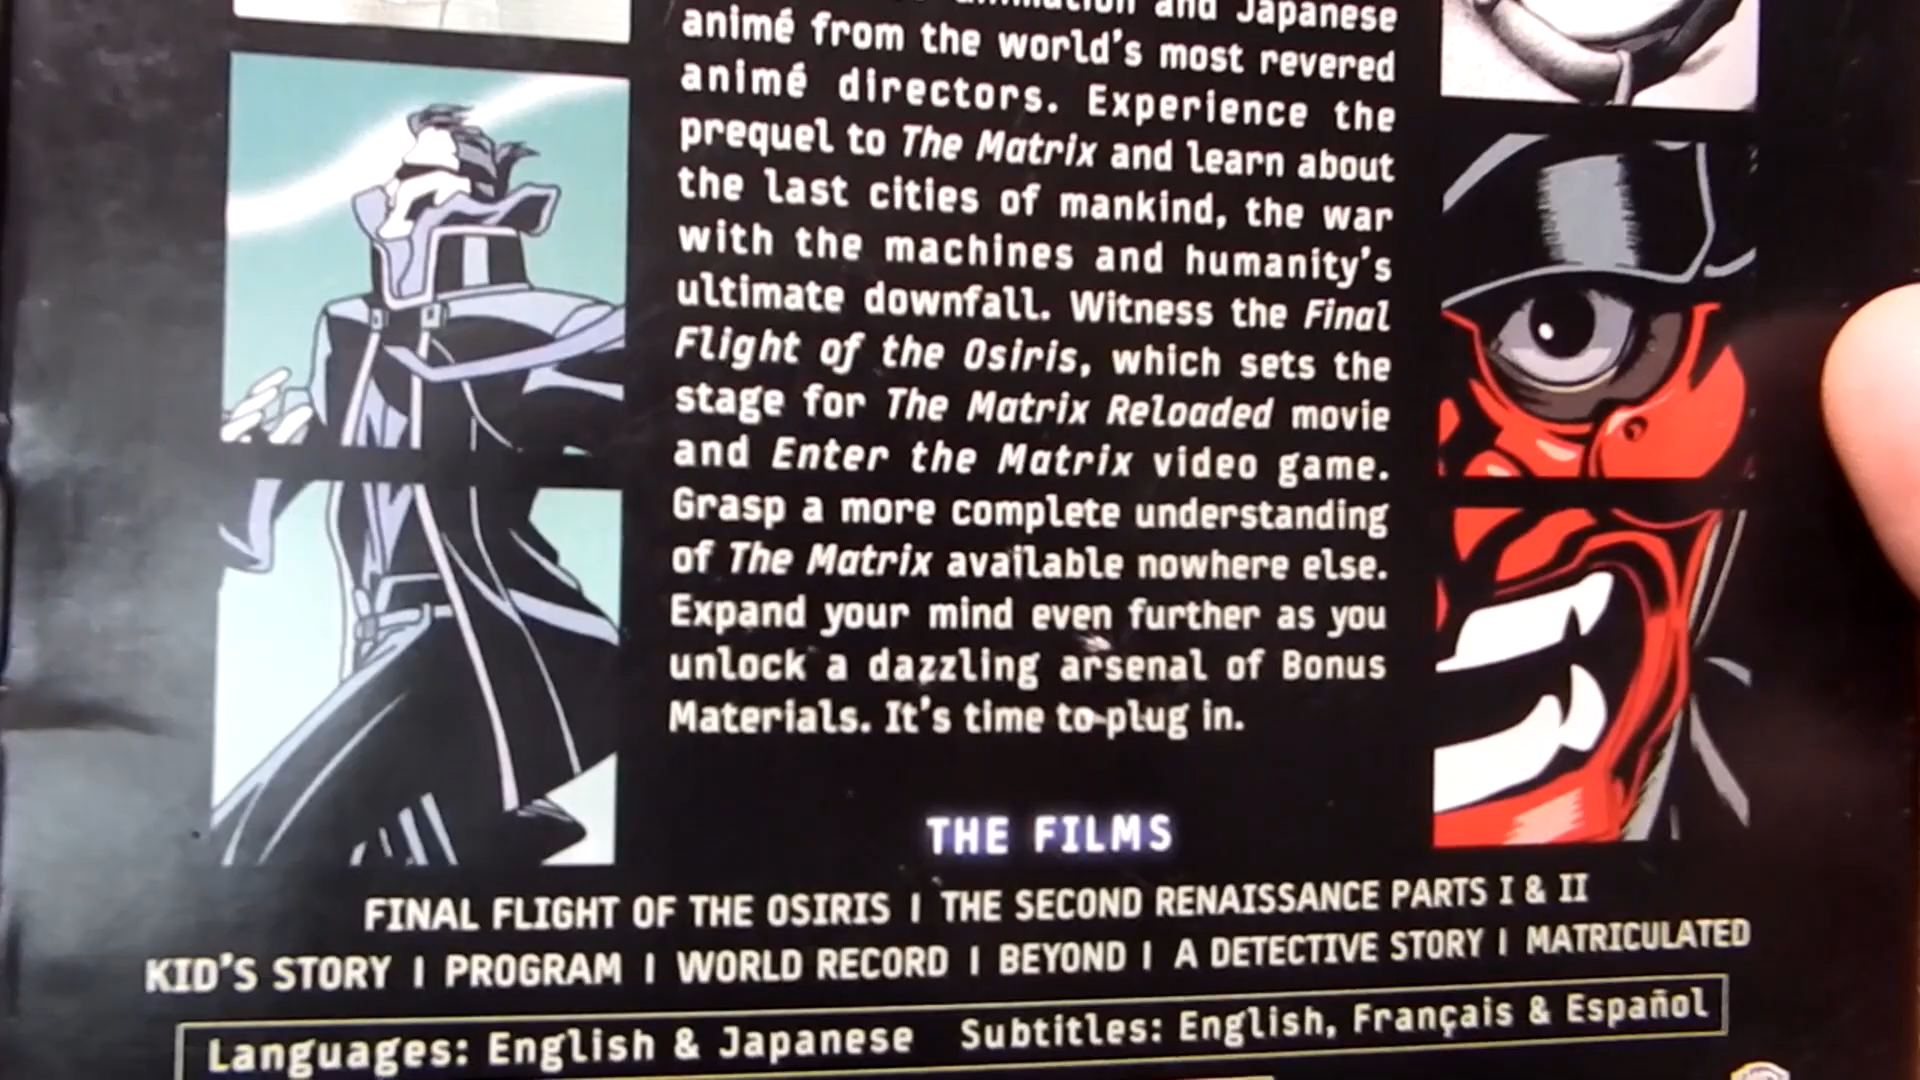 animation and Japanese
animé from the world's most revered
animé directors. Experience the
prequel to The Matrix and learn about
the last cities of mankind, the war
with the machines and humanity's
ultimate downfall. Witness the Final
Flight of the Osiris, which sets the
stage for The Matrix Reloaded movie
and Enter the Matrix video game.
Grasp a more complete understanding
of The Matrix available nowhere else.
Expand your mind even further as you
unlock a dazzling arsenal of Bonus
Materials. It's time to plug in.
THE FILMS
FINAL FLIGHT OF THE OSIRIS | THE SECOND RENAISSANCE PARTS I & II
KID'S STORY | PROGRAM | WORLD RECORD | BEYOND | A DETECTIVE STORY | MATRICULATED
Languages: English & Japanese Subtitles: English, Français & Español